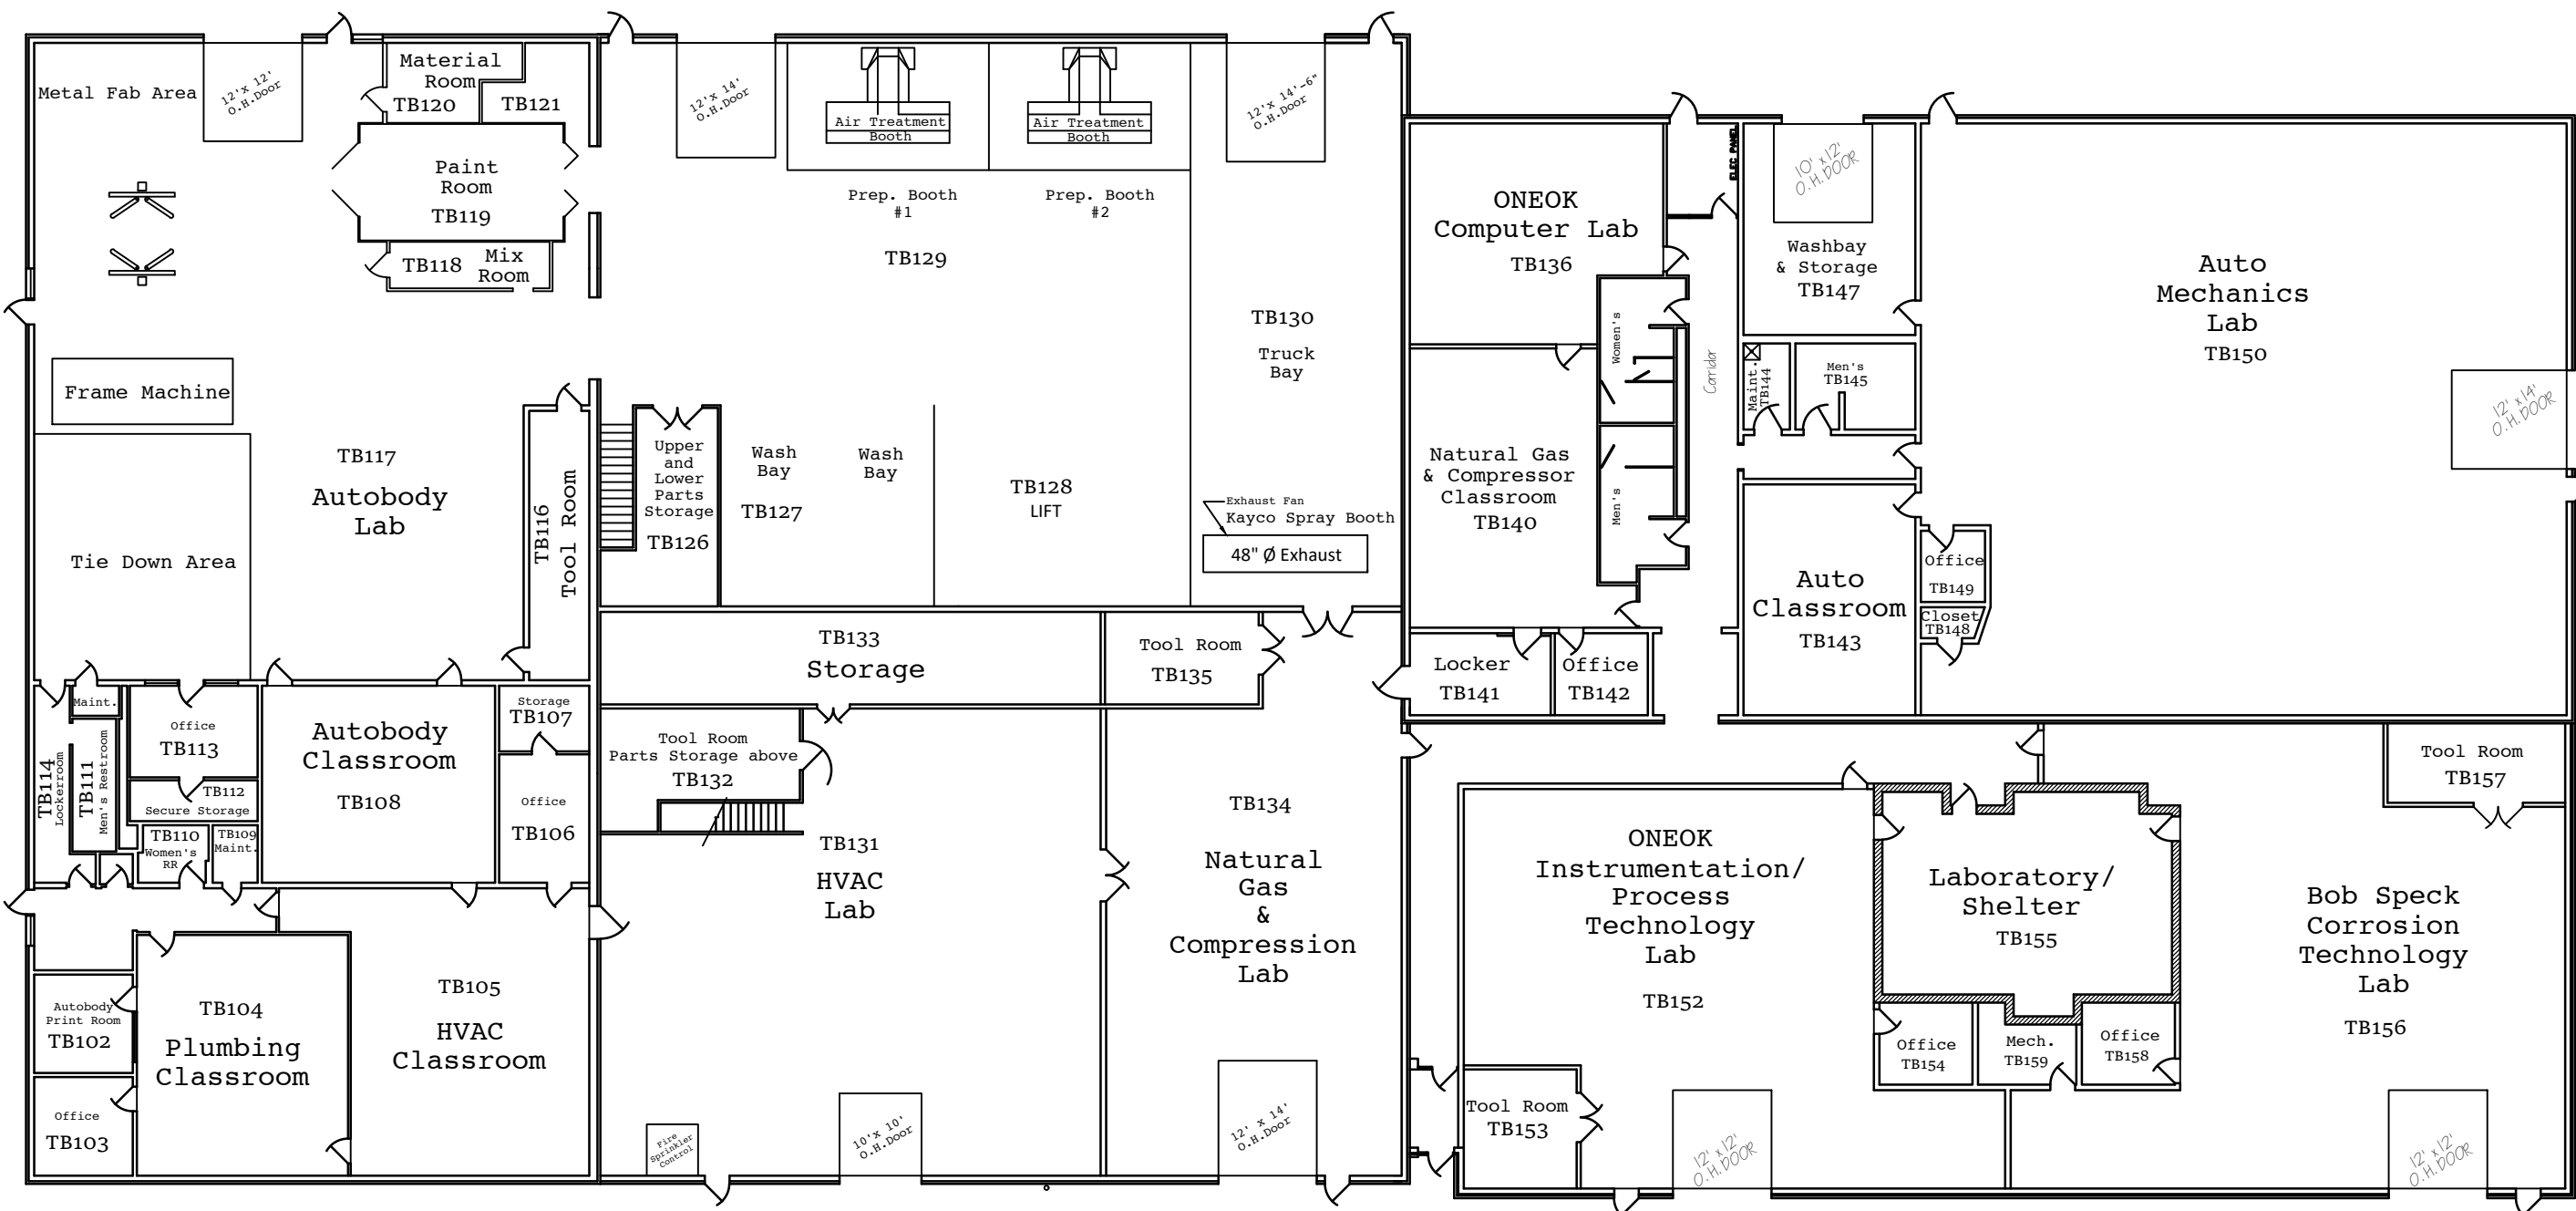 Metal Fab Area
12'x 12'
O.H.Door
Material
Room
TB120
TB121
Paint
Room
TB119
TB118
Mix
Room
Frame Machine
TB117
Autobody
Lab
Tie Down Area
TB116
Tool Room
12'x 14'
O.H.Door
Air Treatment
Booth
Air Treatment
Booth
12'x 14'-6"
O.H.Door
Prep. Booth
#1
Prep. Booth
#2
TB129
TB130
Truck
Bay
Upper
and
Lower
Parts
Storage
TB126
Wash
Bay
Wash
Bay
TB127
TB128
LIFT
Exhaust Fan
Kayco Spray Booth
48" Ø Exhaust
ONEOK
Computer Lab
TB136
ELEC PANEL
10' x12'
O.H.DOOR
Washbay
& Storage
TB147
Women's
Men's
Corridor
Maint.
TB144
Men's
TB145
Auto
Mechanics
Lab
TB150
12' x14'
O.H.DOOR
Natural Gas
& Compressor
Classroom
TB140
Auto
Classroom
TB143
Office
TB149
Closet
TB148
Locker
TB141
Office
TB142
TB133
Storage
Tool Room
TB135
Maint.
TB114
Lockerroom
TB111
Men's Restroom
Office
TB113
TB112
Secure Storage
TB110
Women's
RR
TB109
Maint.
Autobody
Classroom
TB108
Storage
TB107
Office
TB106
Tool Room
Parts Storage above
TB132
TB131
HVAC
Lab
TB134
Natural
Gas
&
Compression
Lab
Autobody
Print Room
TB102
Office
TB103
TB104
Plumbing
Classroom
TB105
HVAC
Classroom
Fire
Sprinkler
Control
10'x 10'
O.H.Door
12' x 14'
O.H.Door
ONEOK
Instrumentation/
Process
Technology
Lab
TB152
Tool Room
TB153
12' x12'
O.H.DOOR
Laboratory/
Shelter
TB155
Office
TB154
Mech.
TB159
Office
TB158
Tool Room
TB157
Bob Speck
Corrosion
Technology
Lab
TB156
12' x12'
O.H.DOOR